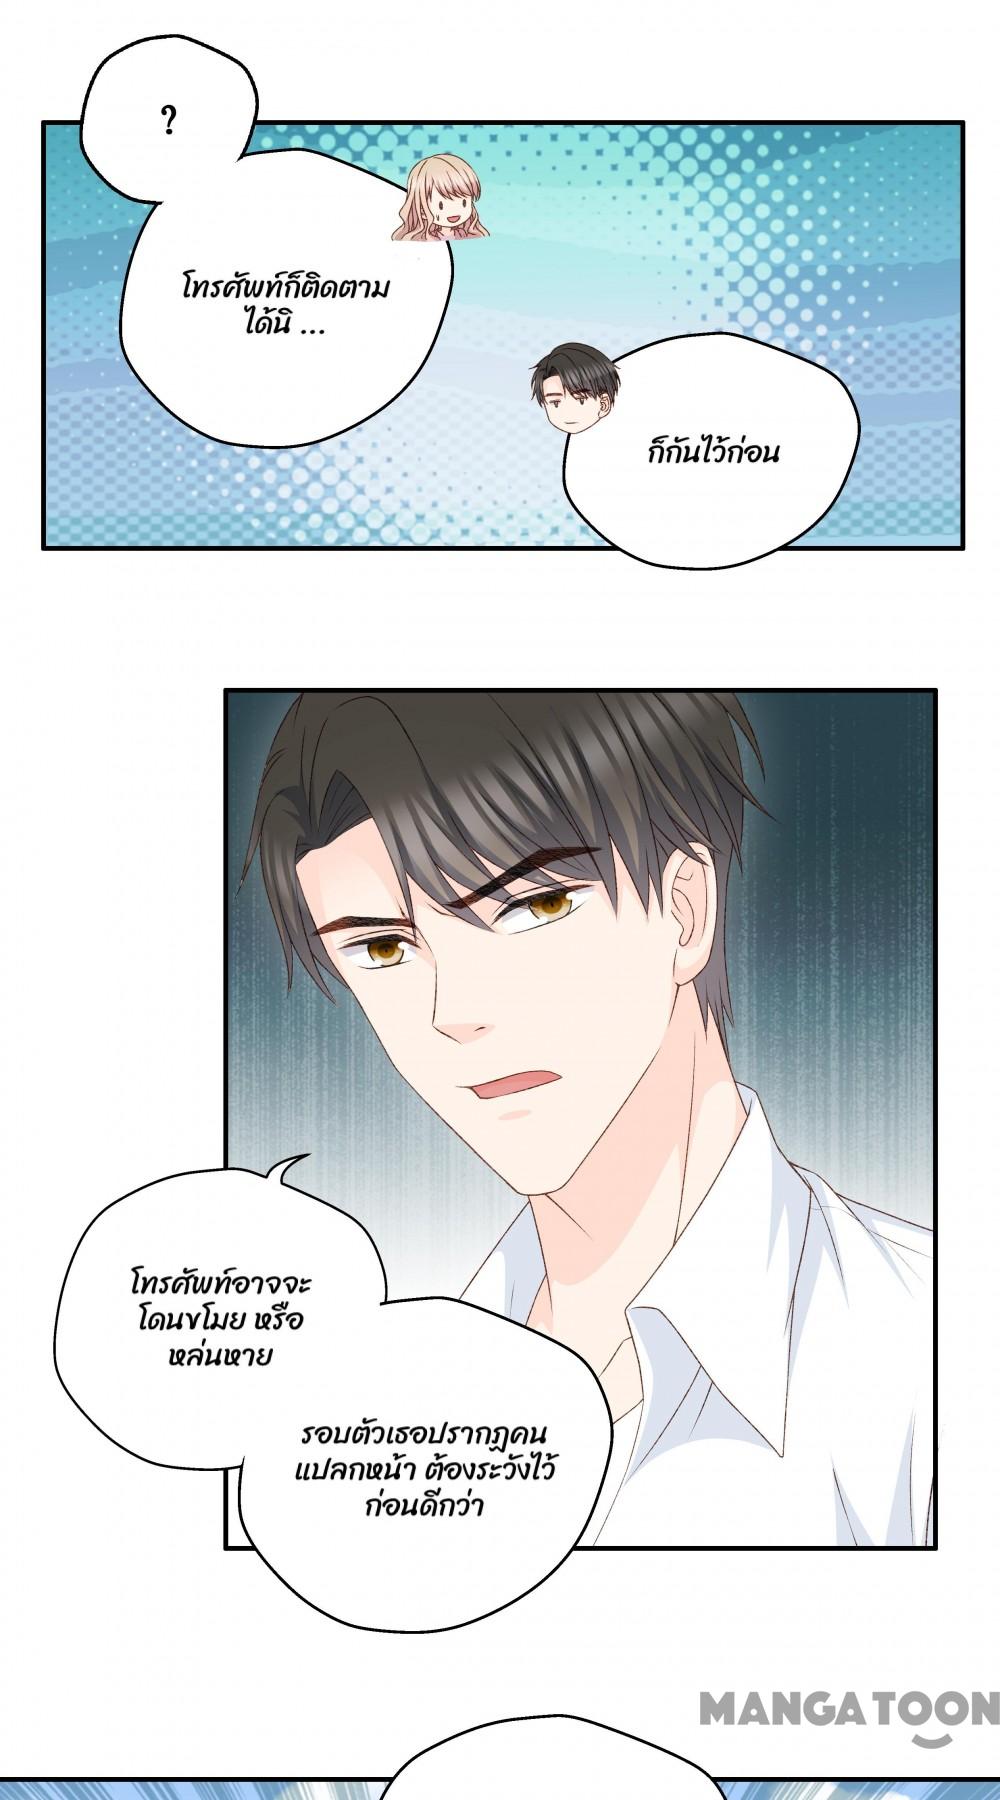 ?
โทรศัพท์ก็ติดตาม
ได้นิ ...
ก็กันไว้ก่อน
โทรศัพท์อาจจะ
โดนขโมย หรือ
หล่นหาย
รอบตัวเธอปรากฏคน
แปลกหน้า ต้องระวังไว้
ก่อนดีกว่า
MANGATOON